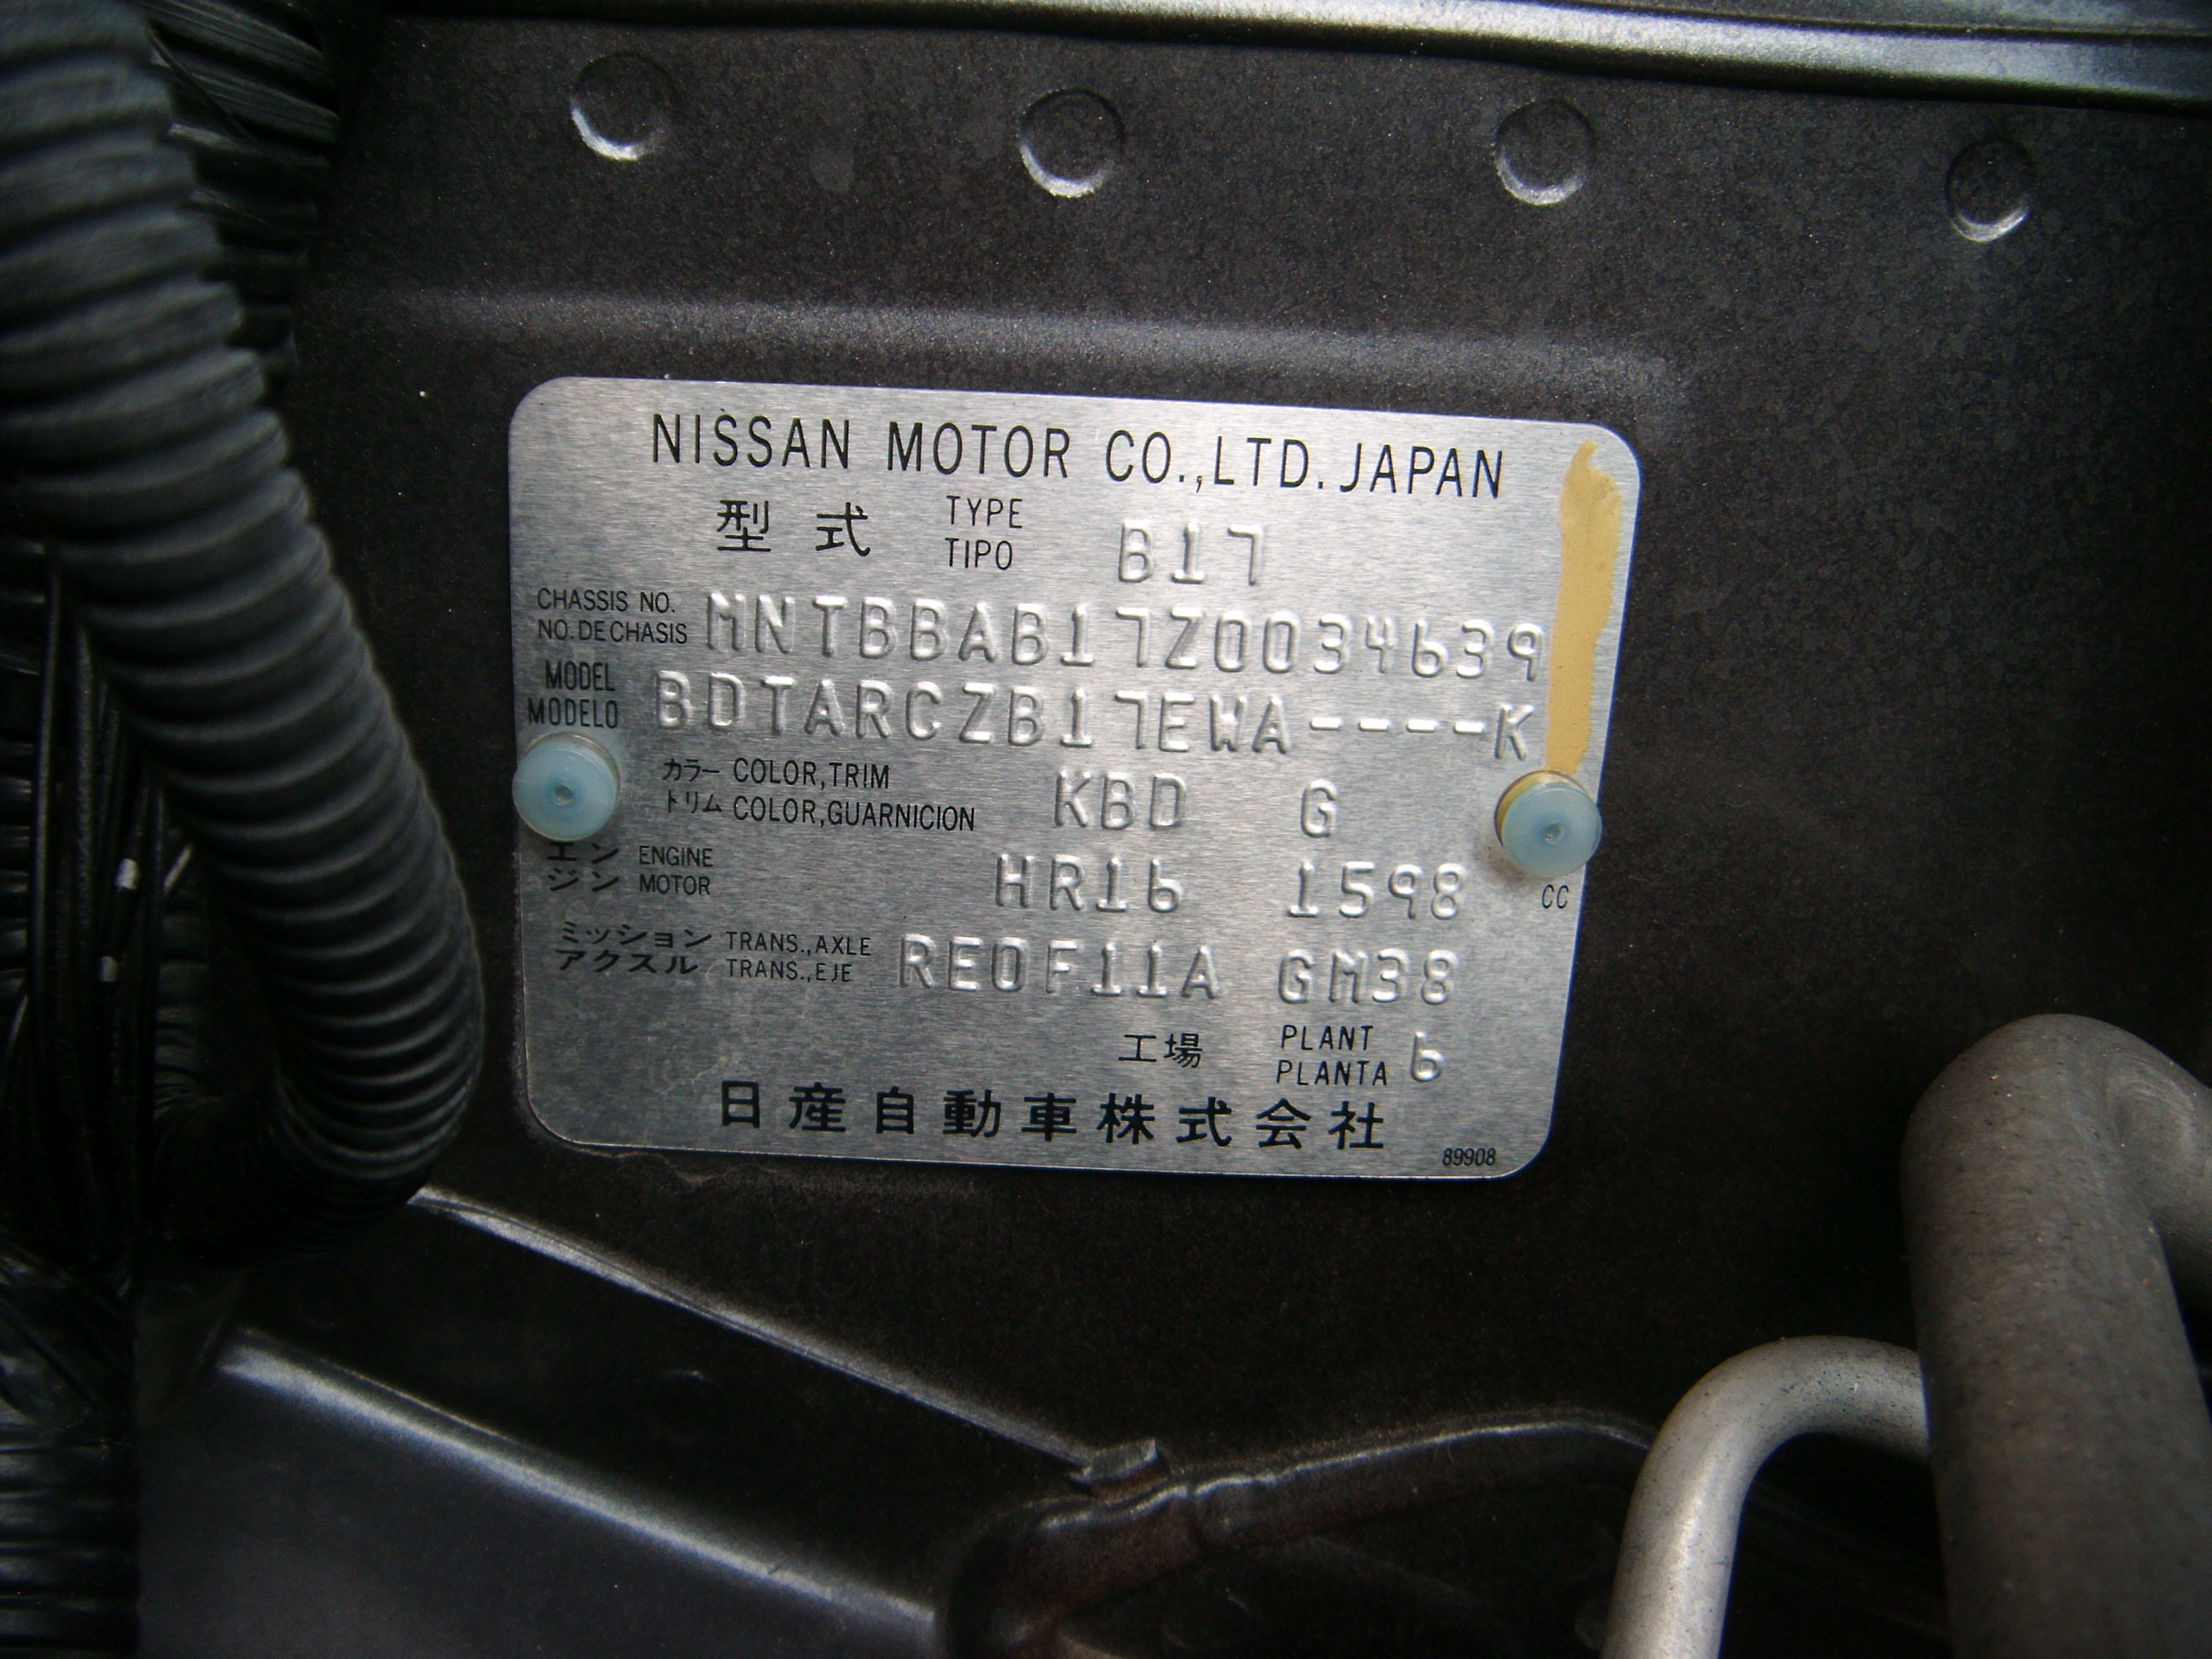 NISSAN MOTOR CO.,LTD. JAPAN
型式 TYPE B17
TIPO
CHASSIS NO. MNTBBAB17Z0034639
NO. DE CHASIS
MODEL BDTARCZB17EWA----K
MODELO
カラー COLOR,TRIM KBD G
トリム COLOR,GUARNICION
エン ENGINE HR16 1598 CC
ジン MOTOR
ミッション TRANS.,AXLE RE0F11A GM38
アクスル TRANS.,EJE
工場 PLANT 6
PLANTA
日産自動車株式会社
89908